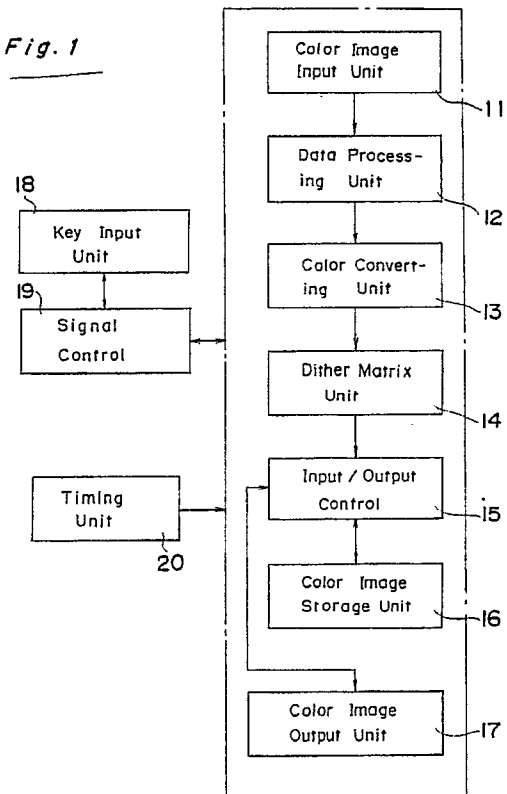 Fig. 1
Color Image
Input Unit
11
Data Process-
ing Unit
12
18
Key Input
Unit
Color Convert-
ing Unit
13
19
Signal
Control
Dither Matrix
Unit
14
Input / Output
Control
15
Timing
Unit
20
Color Image
Storage Unit
16
Color Image
Output Unit
17